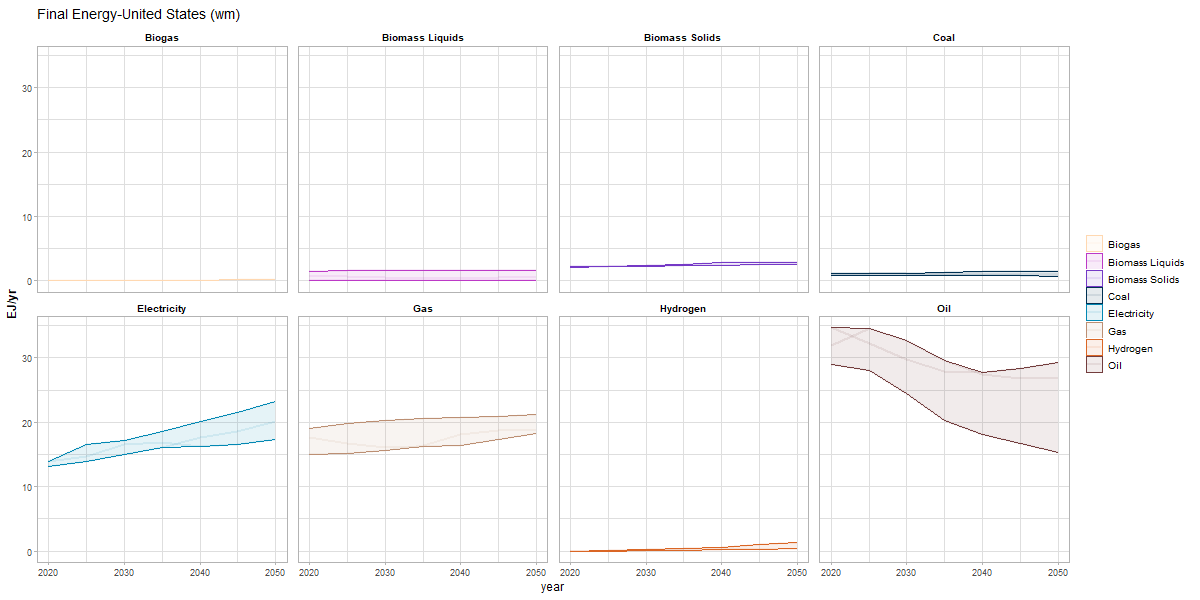 Final Energy-United States (wm)
Biogas
Biomass Liquids
Biomass Solids
Coal
30
20
10
0
Electricity
Gas
Hydrogen
Oil
30
20
10
0
2020 2030 2040 2050
2020 2030 2040 2050
2020 2030 2040 2050
2020 2030 2040 2050
EJ/yr
year
Biogas
Biomass Liquids
Biomass Solids
Coal
Electricity
Gas
Hydrogen
Oil